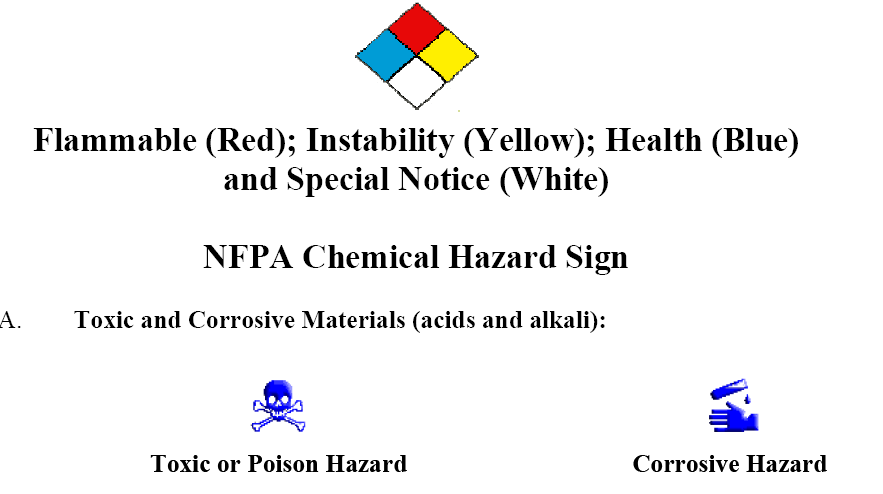 Flammable (Red); Instability (Yellow); Health (Blue)
and Special Notice (White)
NFPA Chemical Hazard Sign
A. Toxic and Corrosive Materials (acids and alkali):
Toxic or Poison Hazard
Corrosive Hazard